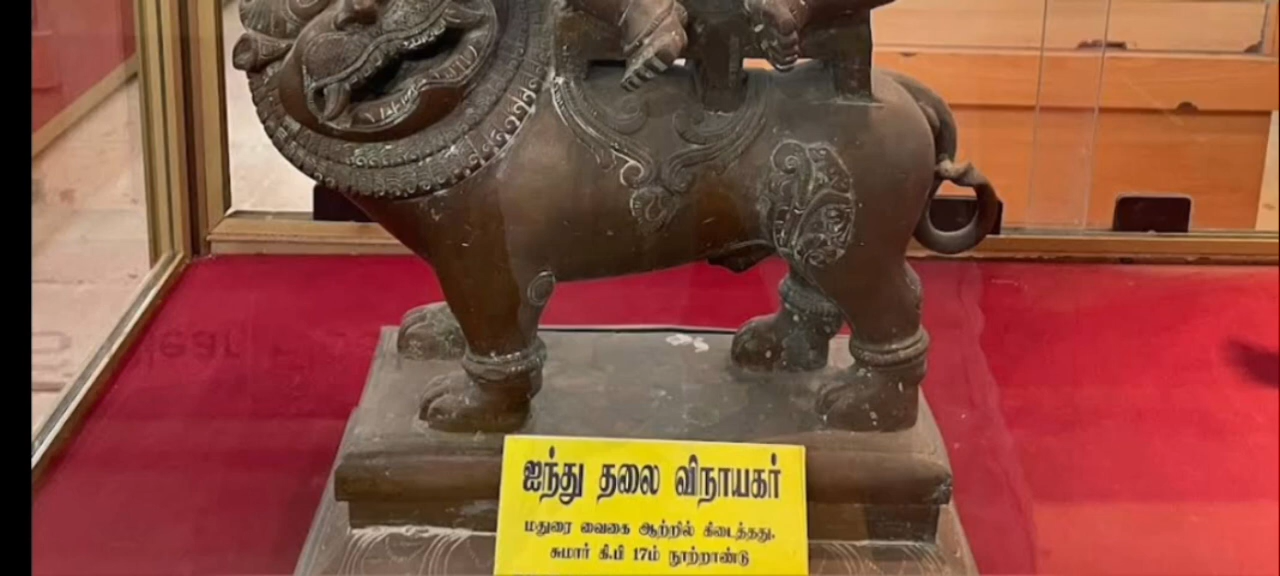 ஐந்து தலை விநாயகர்
மதுரை வைகை ஆற்றில் கிடைத்தது,
சுமார் கி.பி 17ம் நூற்றாண்டு